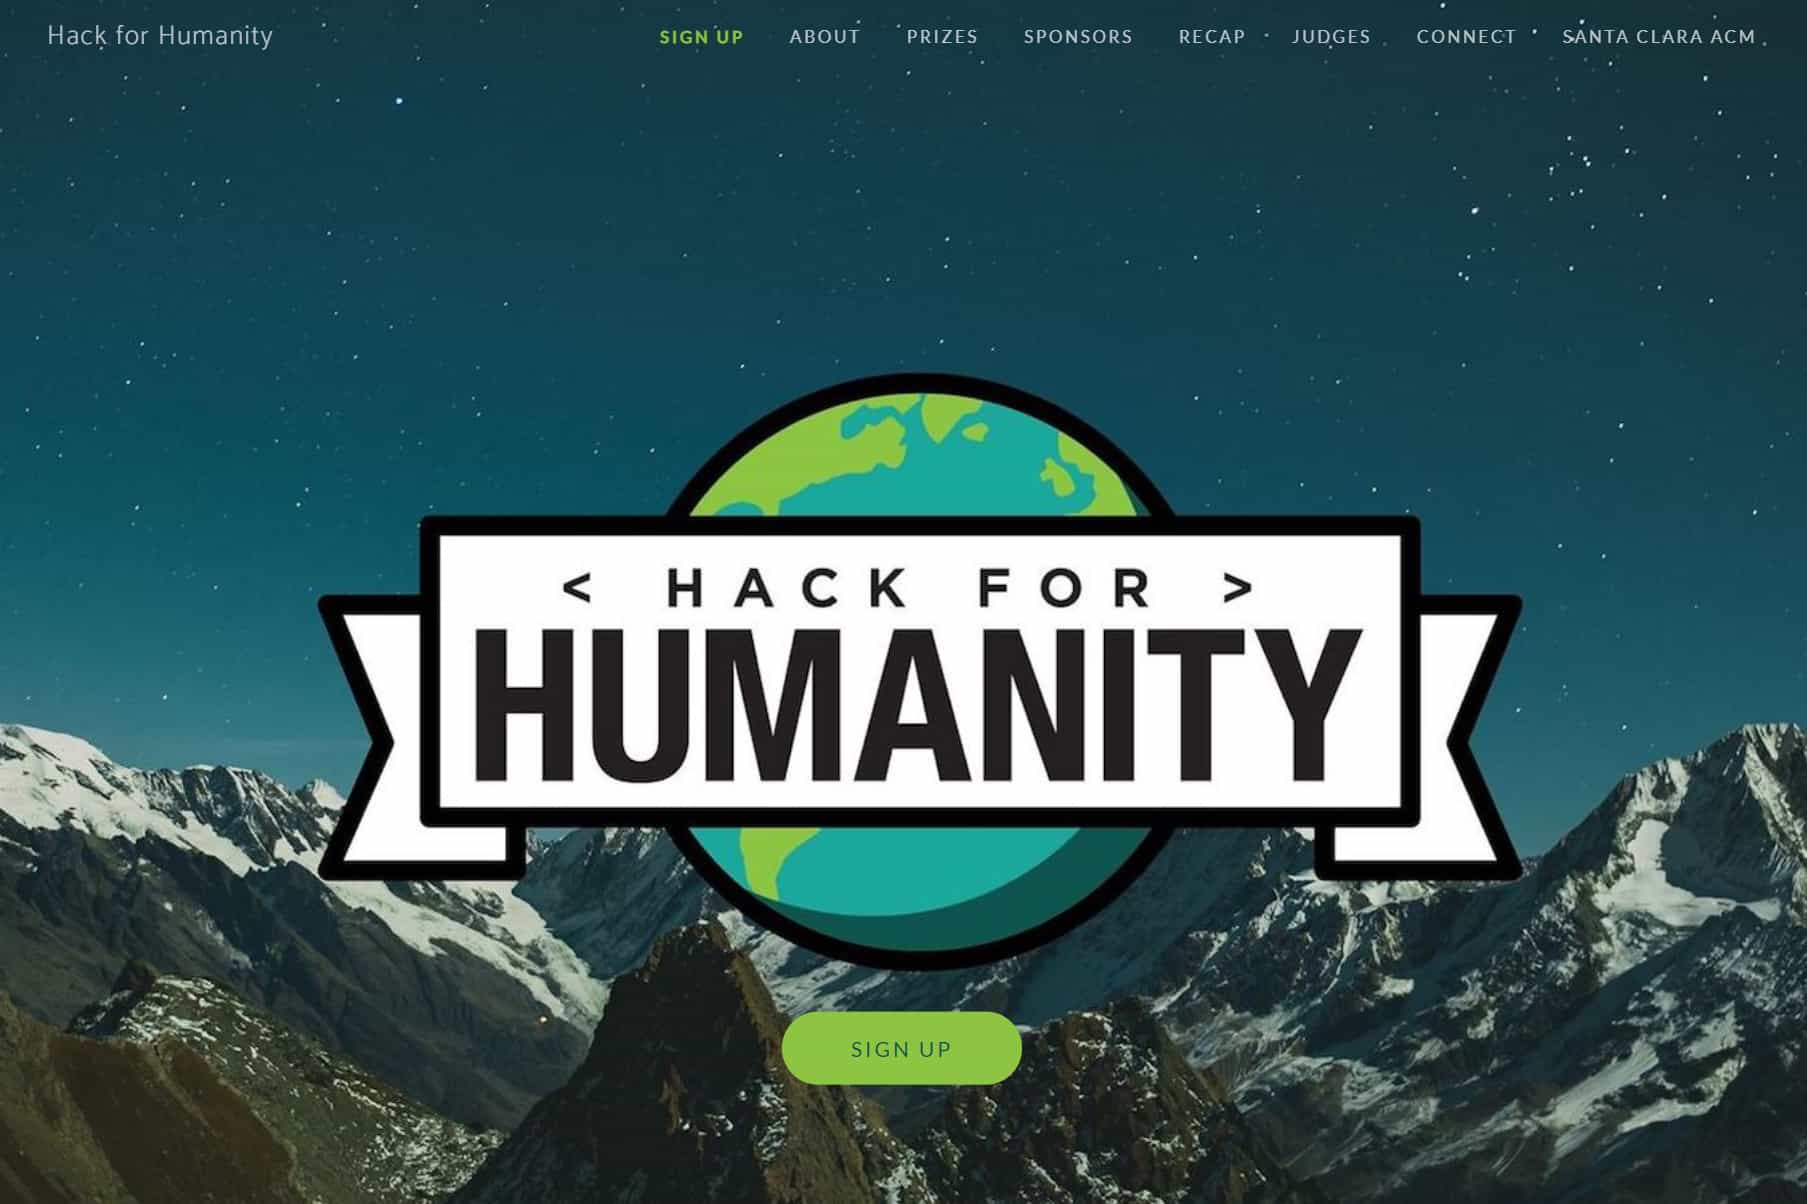 Hack for Humanity
SIGN UP ABOUT PRIZES SPONSORS RECAP JUDGES CONNECT SANTA CLARA ACM
< HACK FOR >
HUMANITY
SIGN UP